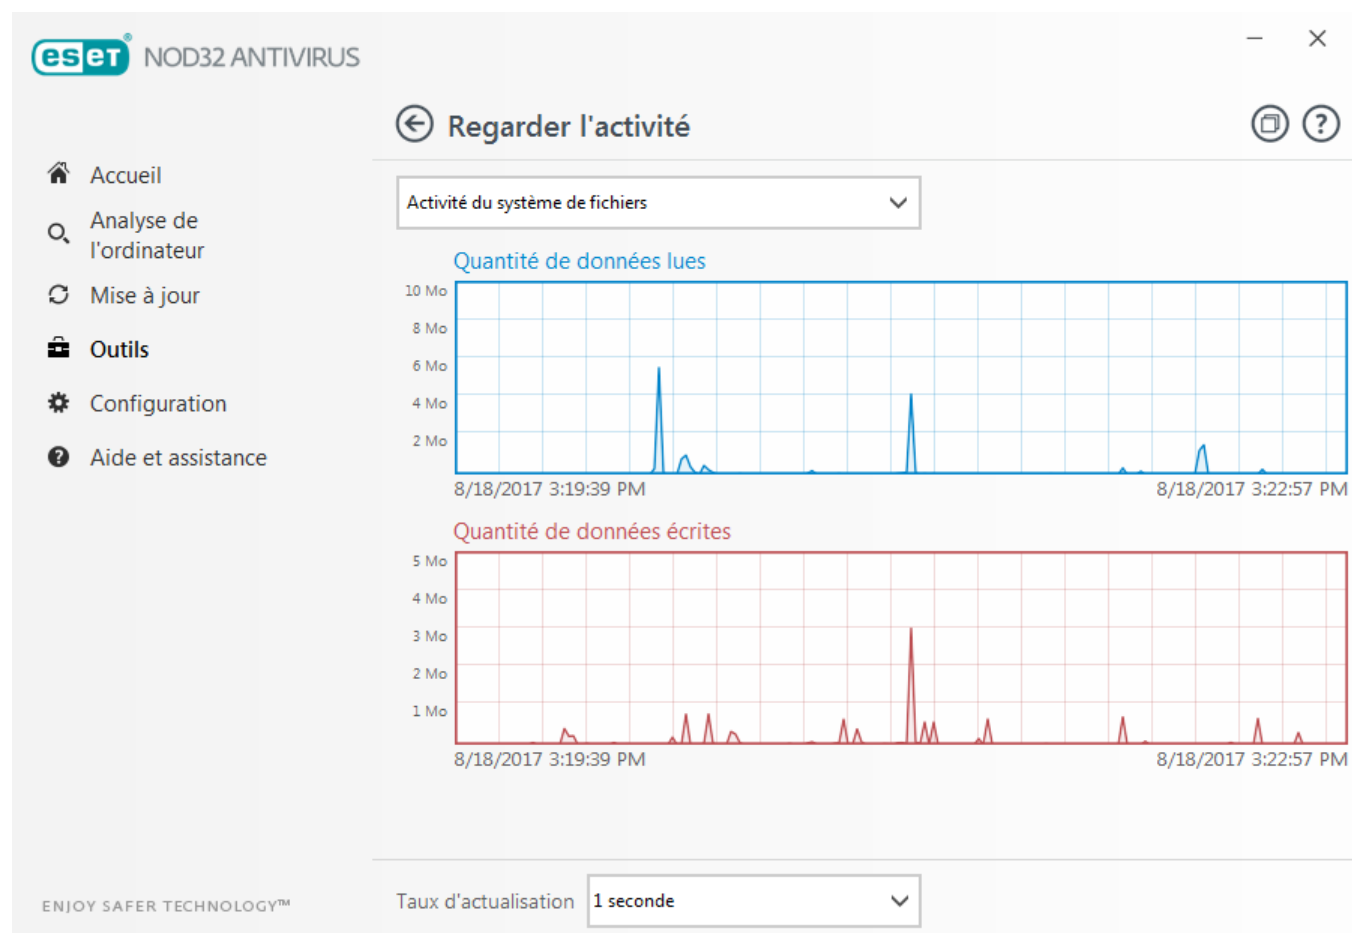 eset® NOD32 ANTIVIRUS
Regarder l'activité
Accueil
Analyse de
l'ordinateur
Mise à jour
Outils
Configuration
Aide et assistance
Activité du système de fichiers
Quantité de données lues
10 Mo
8 Mo
6 Mo
4 Mo
2 Mo
8/18/2017 3:19:39 PM 8/18/2017 3:22:57 PM
Quantité de données écrites
5 Mo
4 Mo
3 Mo
2 Mo
1 Mo
8/18/2017 3:19:39 PM 8/18/2017 3:22:57 PM
Taux d'actualisation 1 seconde
ENJOY SAFER TECHNOLOGY™